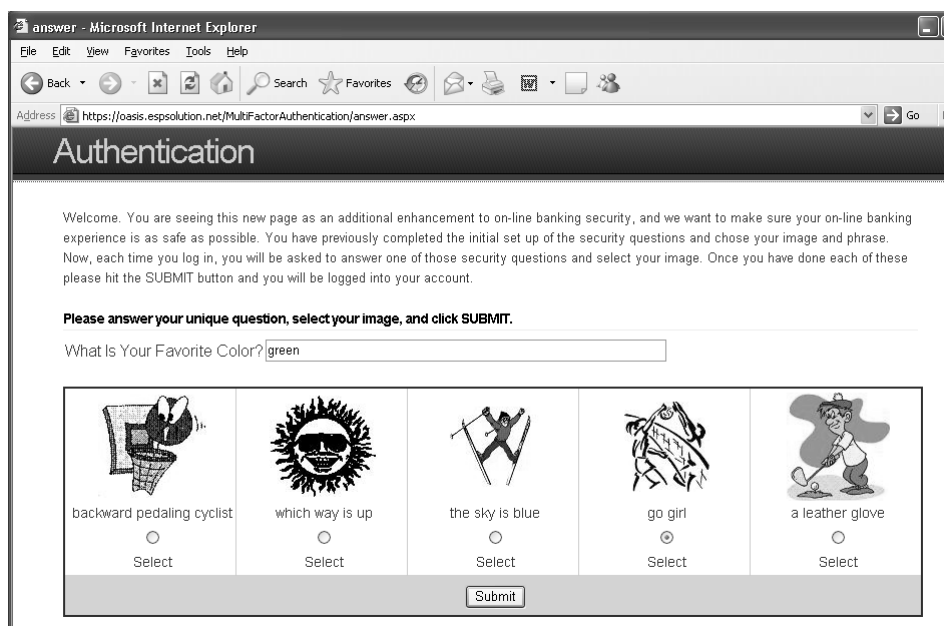 answer - Microsoft Internet Explorer
File Edit View Favorites Tools Help
Back Search Favorites
Address https://oasis.espsolution.net/MultiFactorAuthentication/answer.aspx Go
Authentication
Welcome. You are seeing this new page as an additional enhancement to on-line banking security, and we want to make sure your on-line banking
experience is as safe as possible. You have previously completed the initial set up of the security questions and chose your image and phrase.
Now, each time you log in, you will be asked to answer one of those security questions and select your image. Once you have done each of these
please hit the SUBMIT button and you will be logged into your account.
Please answer your unique question, select your image, and click SUBMIT.
What Is Your Favorite Color? green
backward pedaling cyclist which way is up the sky is blue go girl a leather glove
Select Select Select Select Select
Submit